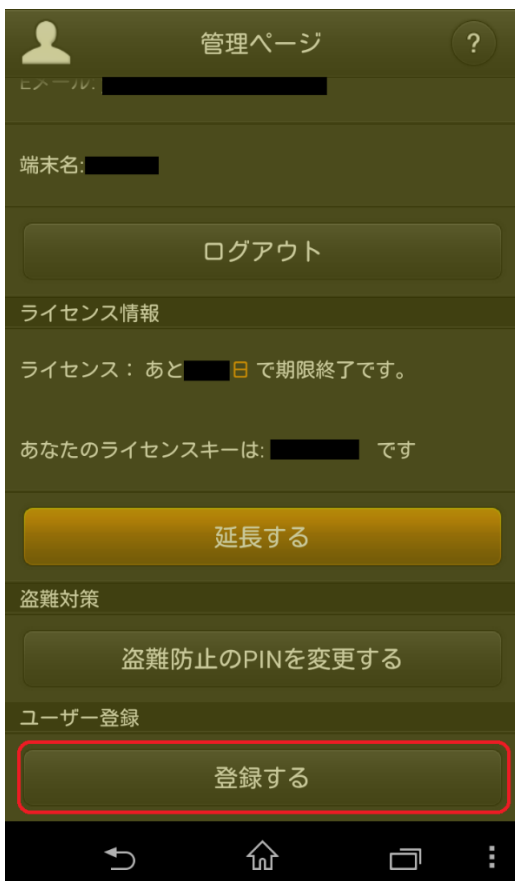 管理ページ
?
Eメール:
端末名:
ログアウト
ライセンス情報
ライセンス： あと 日 で期限終了です。
あなたのライセンスキーは: です
延長する
盗難対策
盗難防止のPINを変更する
ユーザー登録
登録する